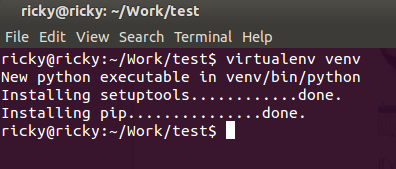 ricky@ricky: ~/Work/test
File Edit View Search Terminal Help
ricky@ricky:~/Work/test$ virtualenv venv
New python executable in venv/bin/python
Installing setuptools............done.
Installing pip...............done.
ricky@ricky:~/Work/test$